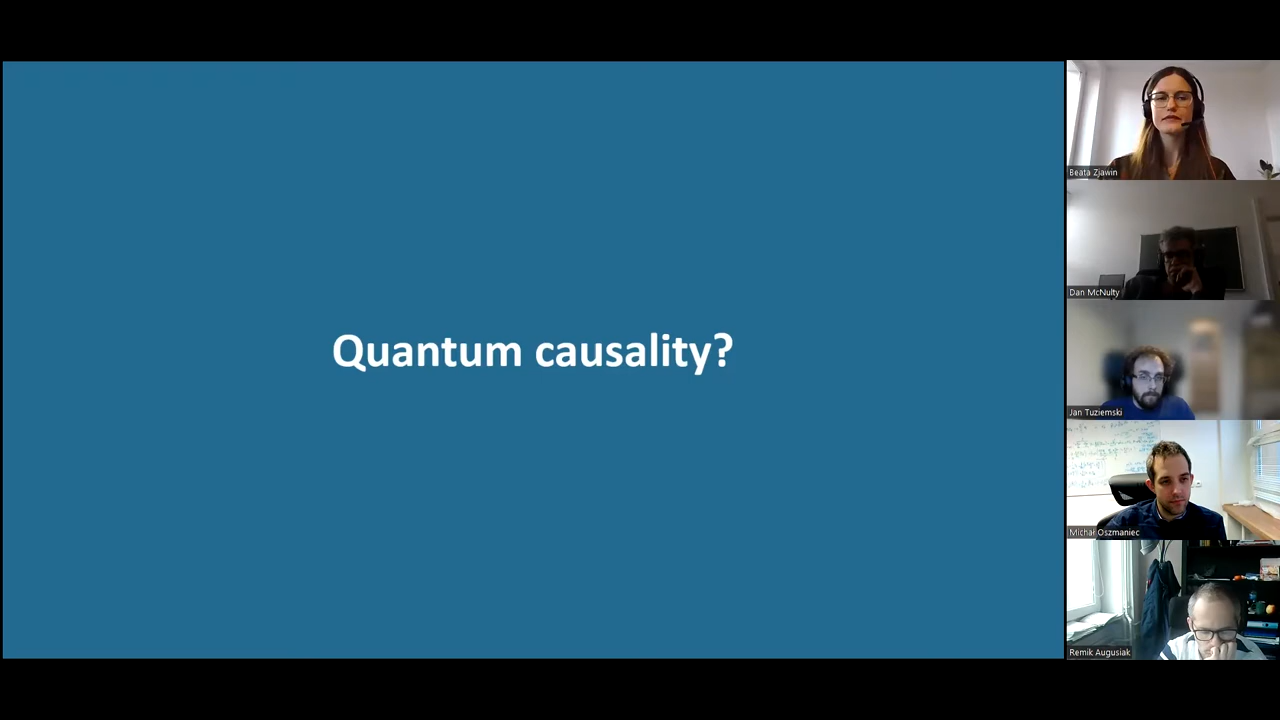 Quantum causality?
Beata Zjawin
Dan McNulty
Jan Tuziemski
Michał Oszmaniec
Remik Augusiak